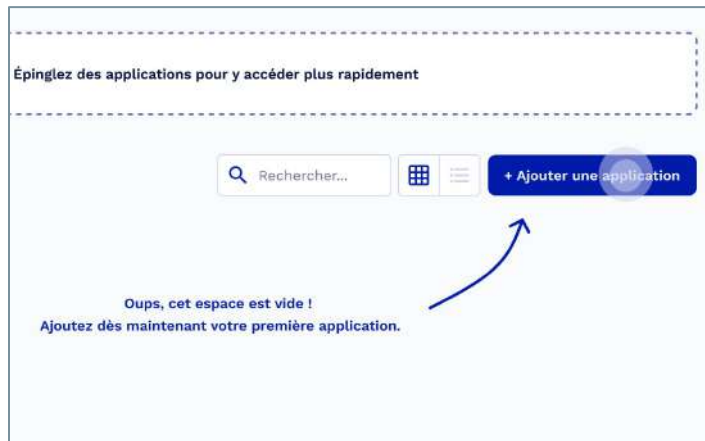 Épinglez des applications pour y accéder plus rapidement
Rechercher...
+ Ajouter une application
Oups, cet espace est vide !
Ajoutez dès maintenant votre première application.